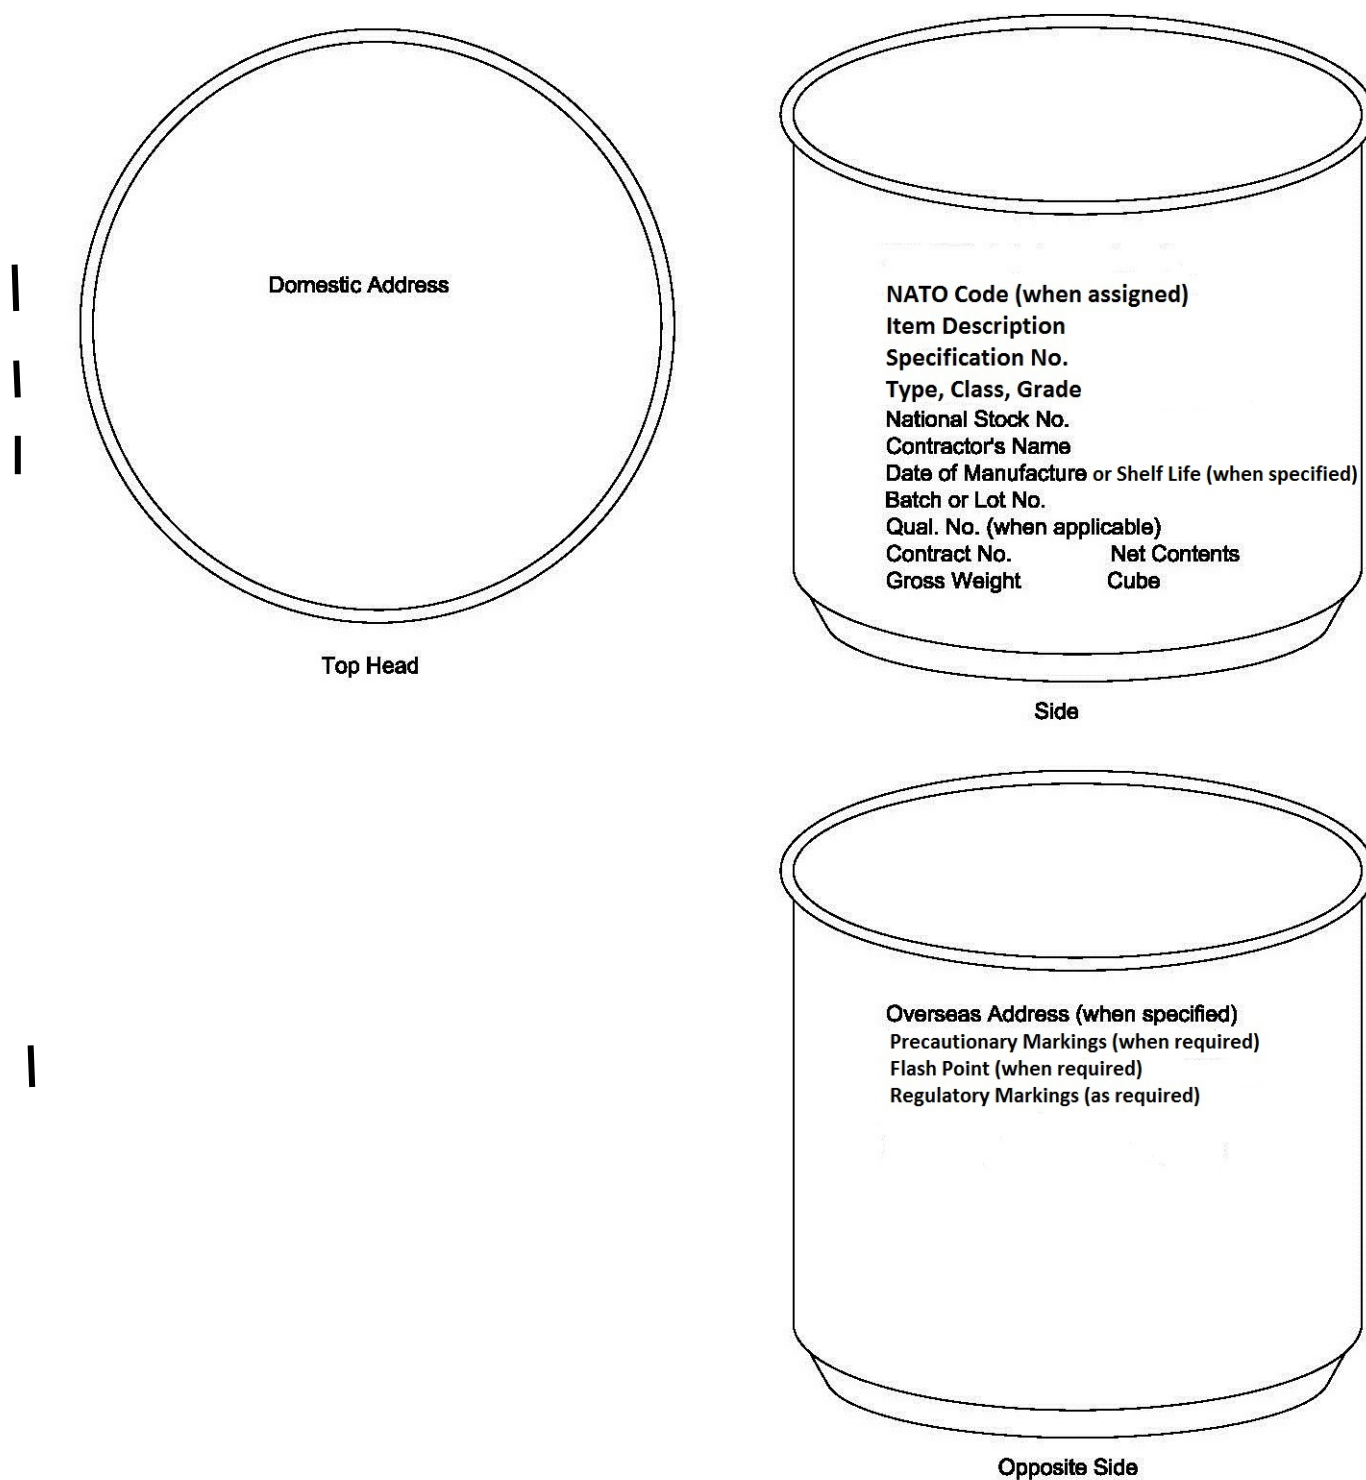 Domestic Address
Top Head
NATO Code (when assigned)
Item Description
Specification No.
Type, Class, Grade
National Stock No.
Contractor's Name
Date of Manufacture or Shelf Life (when specified)
Batch or Lot No.
Qual. No. (when applicable)
Contract No. Net Contents
Gross Weight Cube
Side
Overseas Address (when specified)
Precautionary Markings (when required)
Flash Point (when required)
Regulatory Markings (as required)
Opposite Side